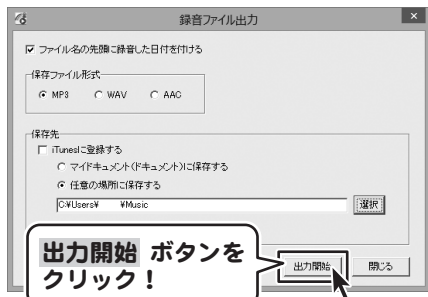 録音ファイル出力
ファイル名の先頭に録音した日付を付ける
保存ファイル形式
MP3 WAV AAC
保存先
iTunesに登録する
マイドキュメント(ドキュメント)に保存する
任意の場所に保存する
C:¥Users¥ ¥Music
選択
出力開始 ボタンを
クリック！
出力開始 閉じる